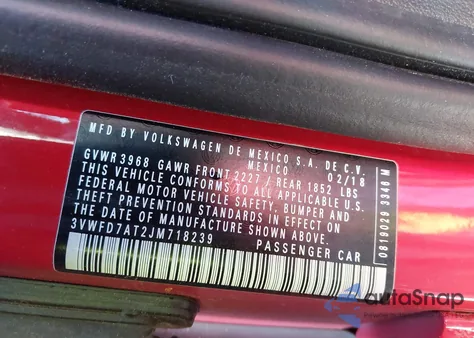 MFD BY VOLKSWAGEN DE MEXICO S.A. DE C.V.
MEXICO 02/18
GVWR 3968 GAWR FRONT 2227 / REAR 1852 LBS
THIS VEHICLE CONFORMS TO ALL APPLICABLE U.S.
FEDERAL MOTOR VEHICLE SAFETY, BUMPER AND
THEFT PREVENTION STANDARDS IN EFFECT ON
THE DATE OF MANUFACTURE SHOWN ABOVE.
3VWFD7AT2JM718239 PASSENGER CAR
0819029 3340 M
autoSnap